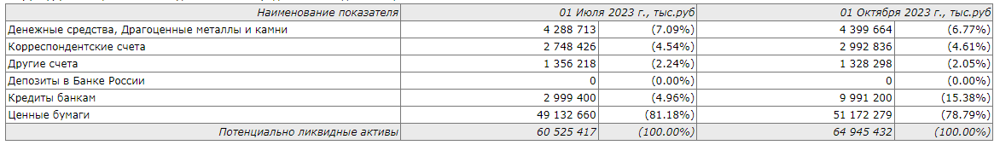 Наименование показателя 01 Июля 2023 г., тыс.руб 01 Октября 2023 г., тыс.руб
Денежные средства, Драгоценные металлы и камни 4 288 713 (7.09%) 4 399 664 (6.77%)
Корреспондентские счета 2 748 426 (4.54%) 2 992 836 (4.61%)
Другие счета 1 356 218 (2.24%) 1 328 298 (2.05%)
Депозиты в Банке России 0 (0.00%) 0 (0.00%)
Кредиты банкам 2 999 400 (4.96%) 9 991 200 (15.38%)
Ценные бумаги 49 132 660 (81.18%) 51 172 279 (78.79%)
Потенциально ликвидные активы 60 525 417 (100.00%) 64 945 432 (100.00%)